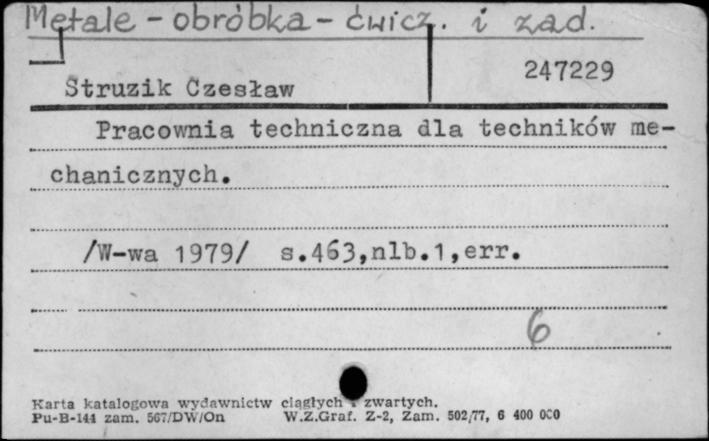 Metale - obróbka - ćwicz. i zad.
247229
Struzik Czesław
Pracownia techniczna dla techników me-
chanicznych.
/W-wa 1979/ s.463,nlb.1,err.
6
Karta katalogowa wydawnictw ciągłych i zwartych.
Pu-B-144 zam. 567/DW/On W.Z.Graf. Z-2, Zam. 502/77, 6 400 000